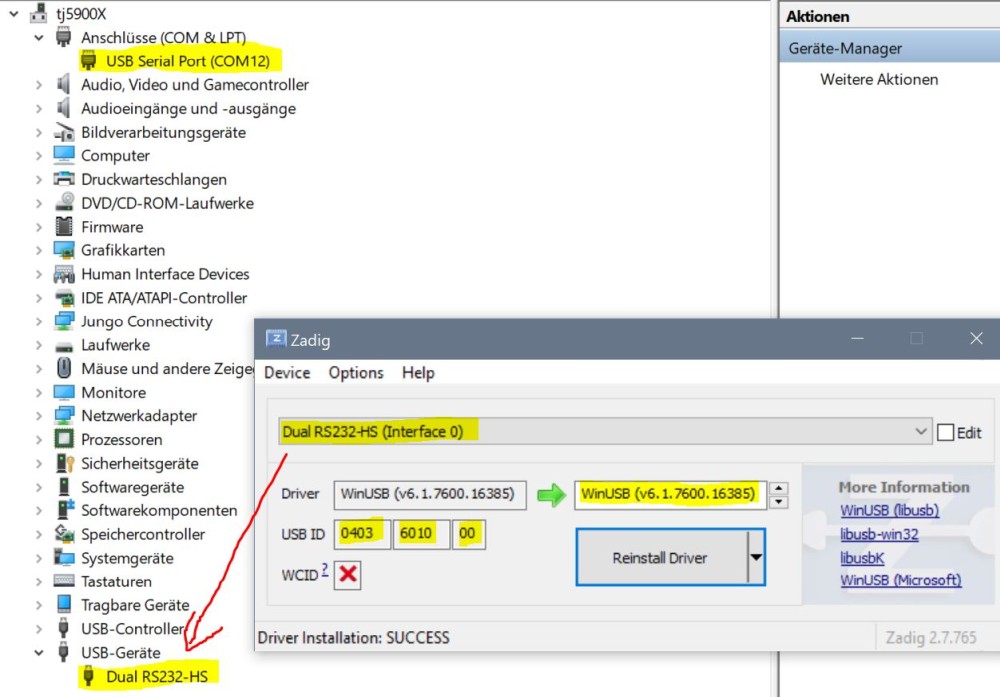 tj5900X
Anschlüsse (COM & LPT)
USB Serial Port (COM12)
Audio, Video und Gamecontroller
Audioeingänge und -ausgänge
Bildverarbeitungsgeräte
Computer
Druckwarteschlangen
DVD/CD-ROM-Laufwerke
Firmware
Grafikkarten
Human Interface Devices
IDE ATA/ATAPI-Controller
Jungo Connectivity
Laufwerke
Mäuse und andere Zeige
Monitore
Netzwerkadapter
Prozessoren
Sicherheitsgeräte
Softwaregeräte
Softwarekomponenten
Speichercontroller
Systemgeräte
Tastaturen
Tragbare Geräte
USB-Controller
USB-Geräte
Dual RS232-HS
Aktionen
Geräte-Manager
Weitere Aktionen
Zadig
Device Options Help
Dual RS232-HS (Interface 0) Edit
Driver WinUSB (v6.1.7600.16385) WinUSB (v6.1.7600.16385)
USB ID 0403 6010 00
WCID ?
Reinstall Driver
More Information
WinUSB (libusb)
libusb-win32
libusbK
WinUSB (Microsoft)
Driver Installation: SUCCESS Zadig 2.7.765